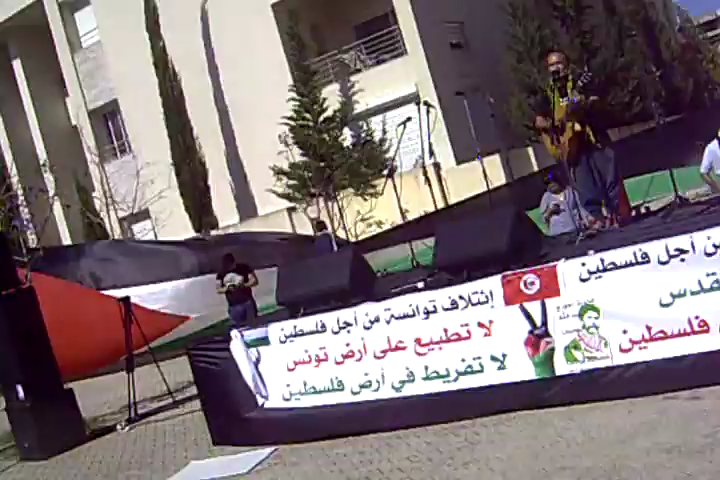 إئتلاف توانسة من أجل فلسطين
لا تطبيع على أرض تونس
لا تفريط في أرض فلسطين
من أجل فلسطين
فلسطين